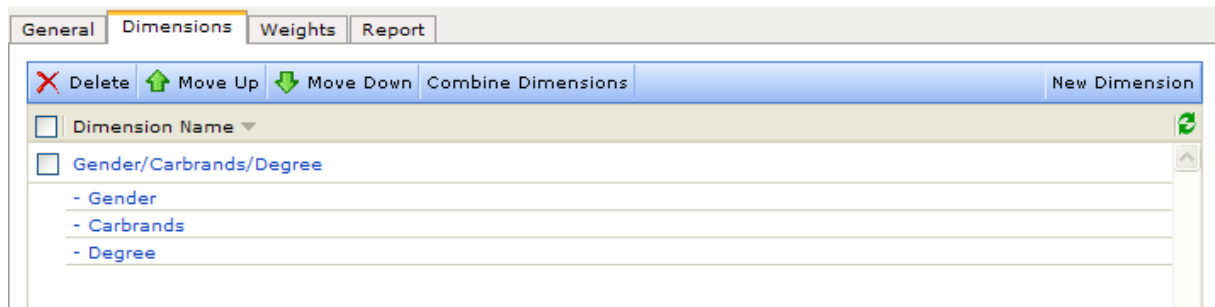 General Dimensions Weights Report
Delete Move Up Move Down Combine Dimensions New Dimension
Dimension Name
Gender/Carbrands/Degree
- Gender
- Carbrands
- Degree